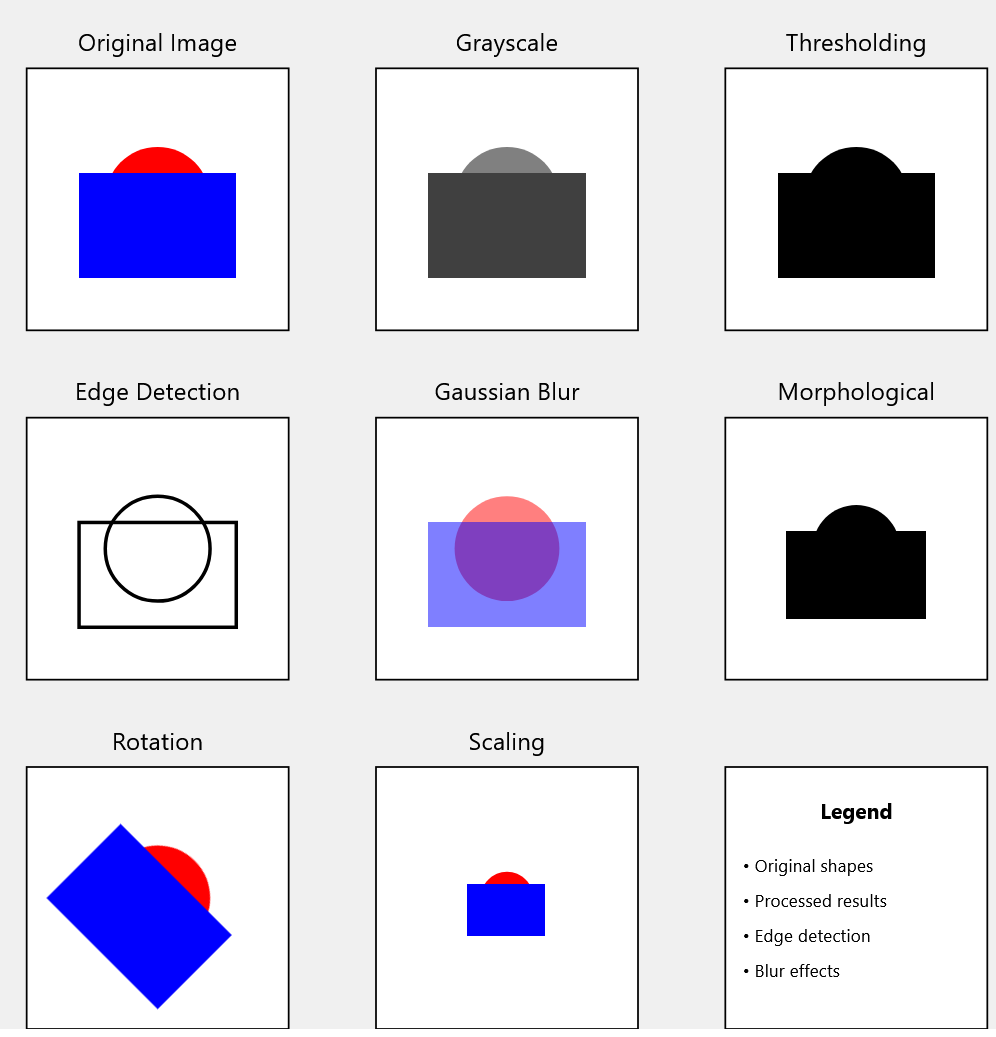 Original Image
Grayscale
Thresholding
Edge Detection
Gaussian Blur
Morphological
Rotation
Scaling
Legend
• Original shapes
• Processed results
• Edge detection
• Blur effects